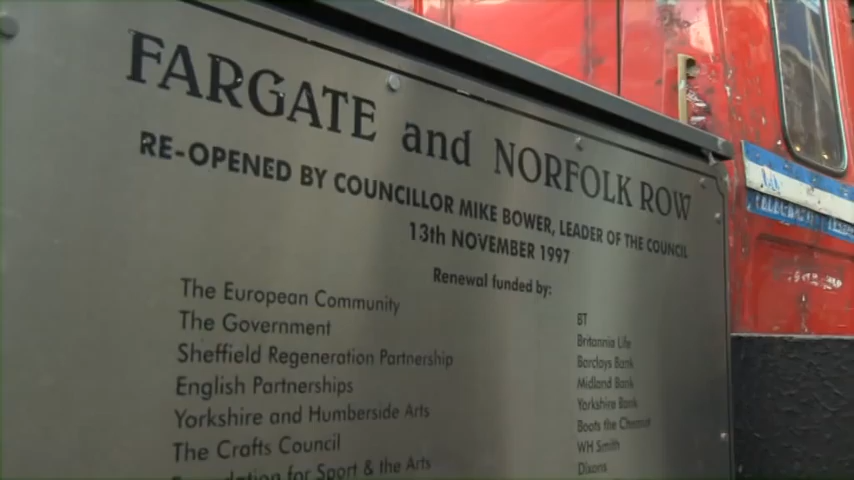 FARGATE and NORFOLK ROW
RE-OPENED BY COUNCILLOR MIKE BOWER, LEADER OF THE COUNCIL
13th NOVEMBER 1997
Renewal funded by:
The European Community
The Government
Sheffield Regeneration Partnership
English Partnerships
Yorkshire and Humberside Arts
The Crafts Council
Foundation for Sport & the Arts
BT
Britannia Life
Barclays Bank
Midland Bank
Yorkshire Bank
Boots the Chemist
WH Smith
Dixons